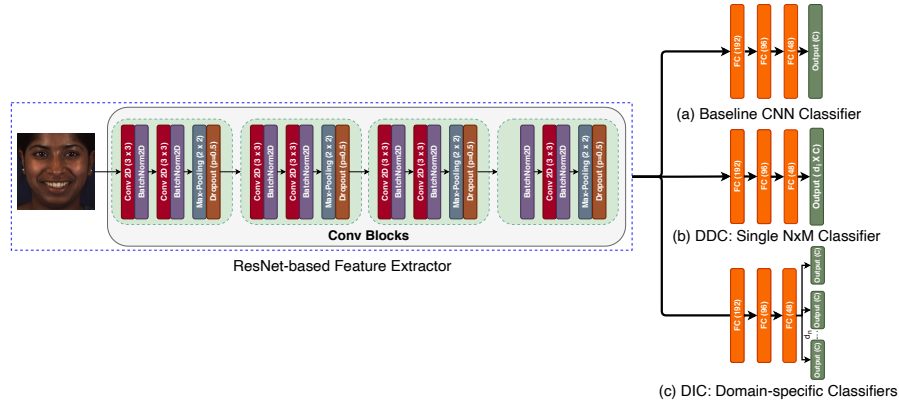 Conv 2D (3 x 3)
BatchNorm2D
Conv 2D (3 x 3)
BatchNorm2D
Max-Pooling (2 x 2)
Dropout (p=0.5)
Conv 2D (3 x 3)
BatchNorm2D
Conv 2D (3 x 3)
BatchNorm2D
Max-Pooling (2 x 2)
Dropout (p=0.5)
Conv 2D (3 x 3)
BatchNorm2D
Conv 2D (3 x 3)
BatchNorm2D
Max-Pooling (2 x 2)
Dropout (p=0.5)
BatchNorm2D
Conv 2D (3 x 3)
BatchNorm2D
Max-Pooling (2 x 2)
Dropout (p=0.5)
Conv Blocks
ResNet-based Feature Extractor
FC (192)
FC (96)
FC (48)
Output (C)
(a) Baseline CNN Classifier
FC (192)
FC (96)
FC (48)
Output ( d_i X C)
(b) DDC: Single NxM Classifier
FC (192)
FC (96)
FC (48)
Output (C)
Output (C)
d_n ...
Output (C)
(c) DIC: Domain-specific Classifiers